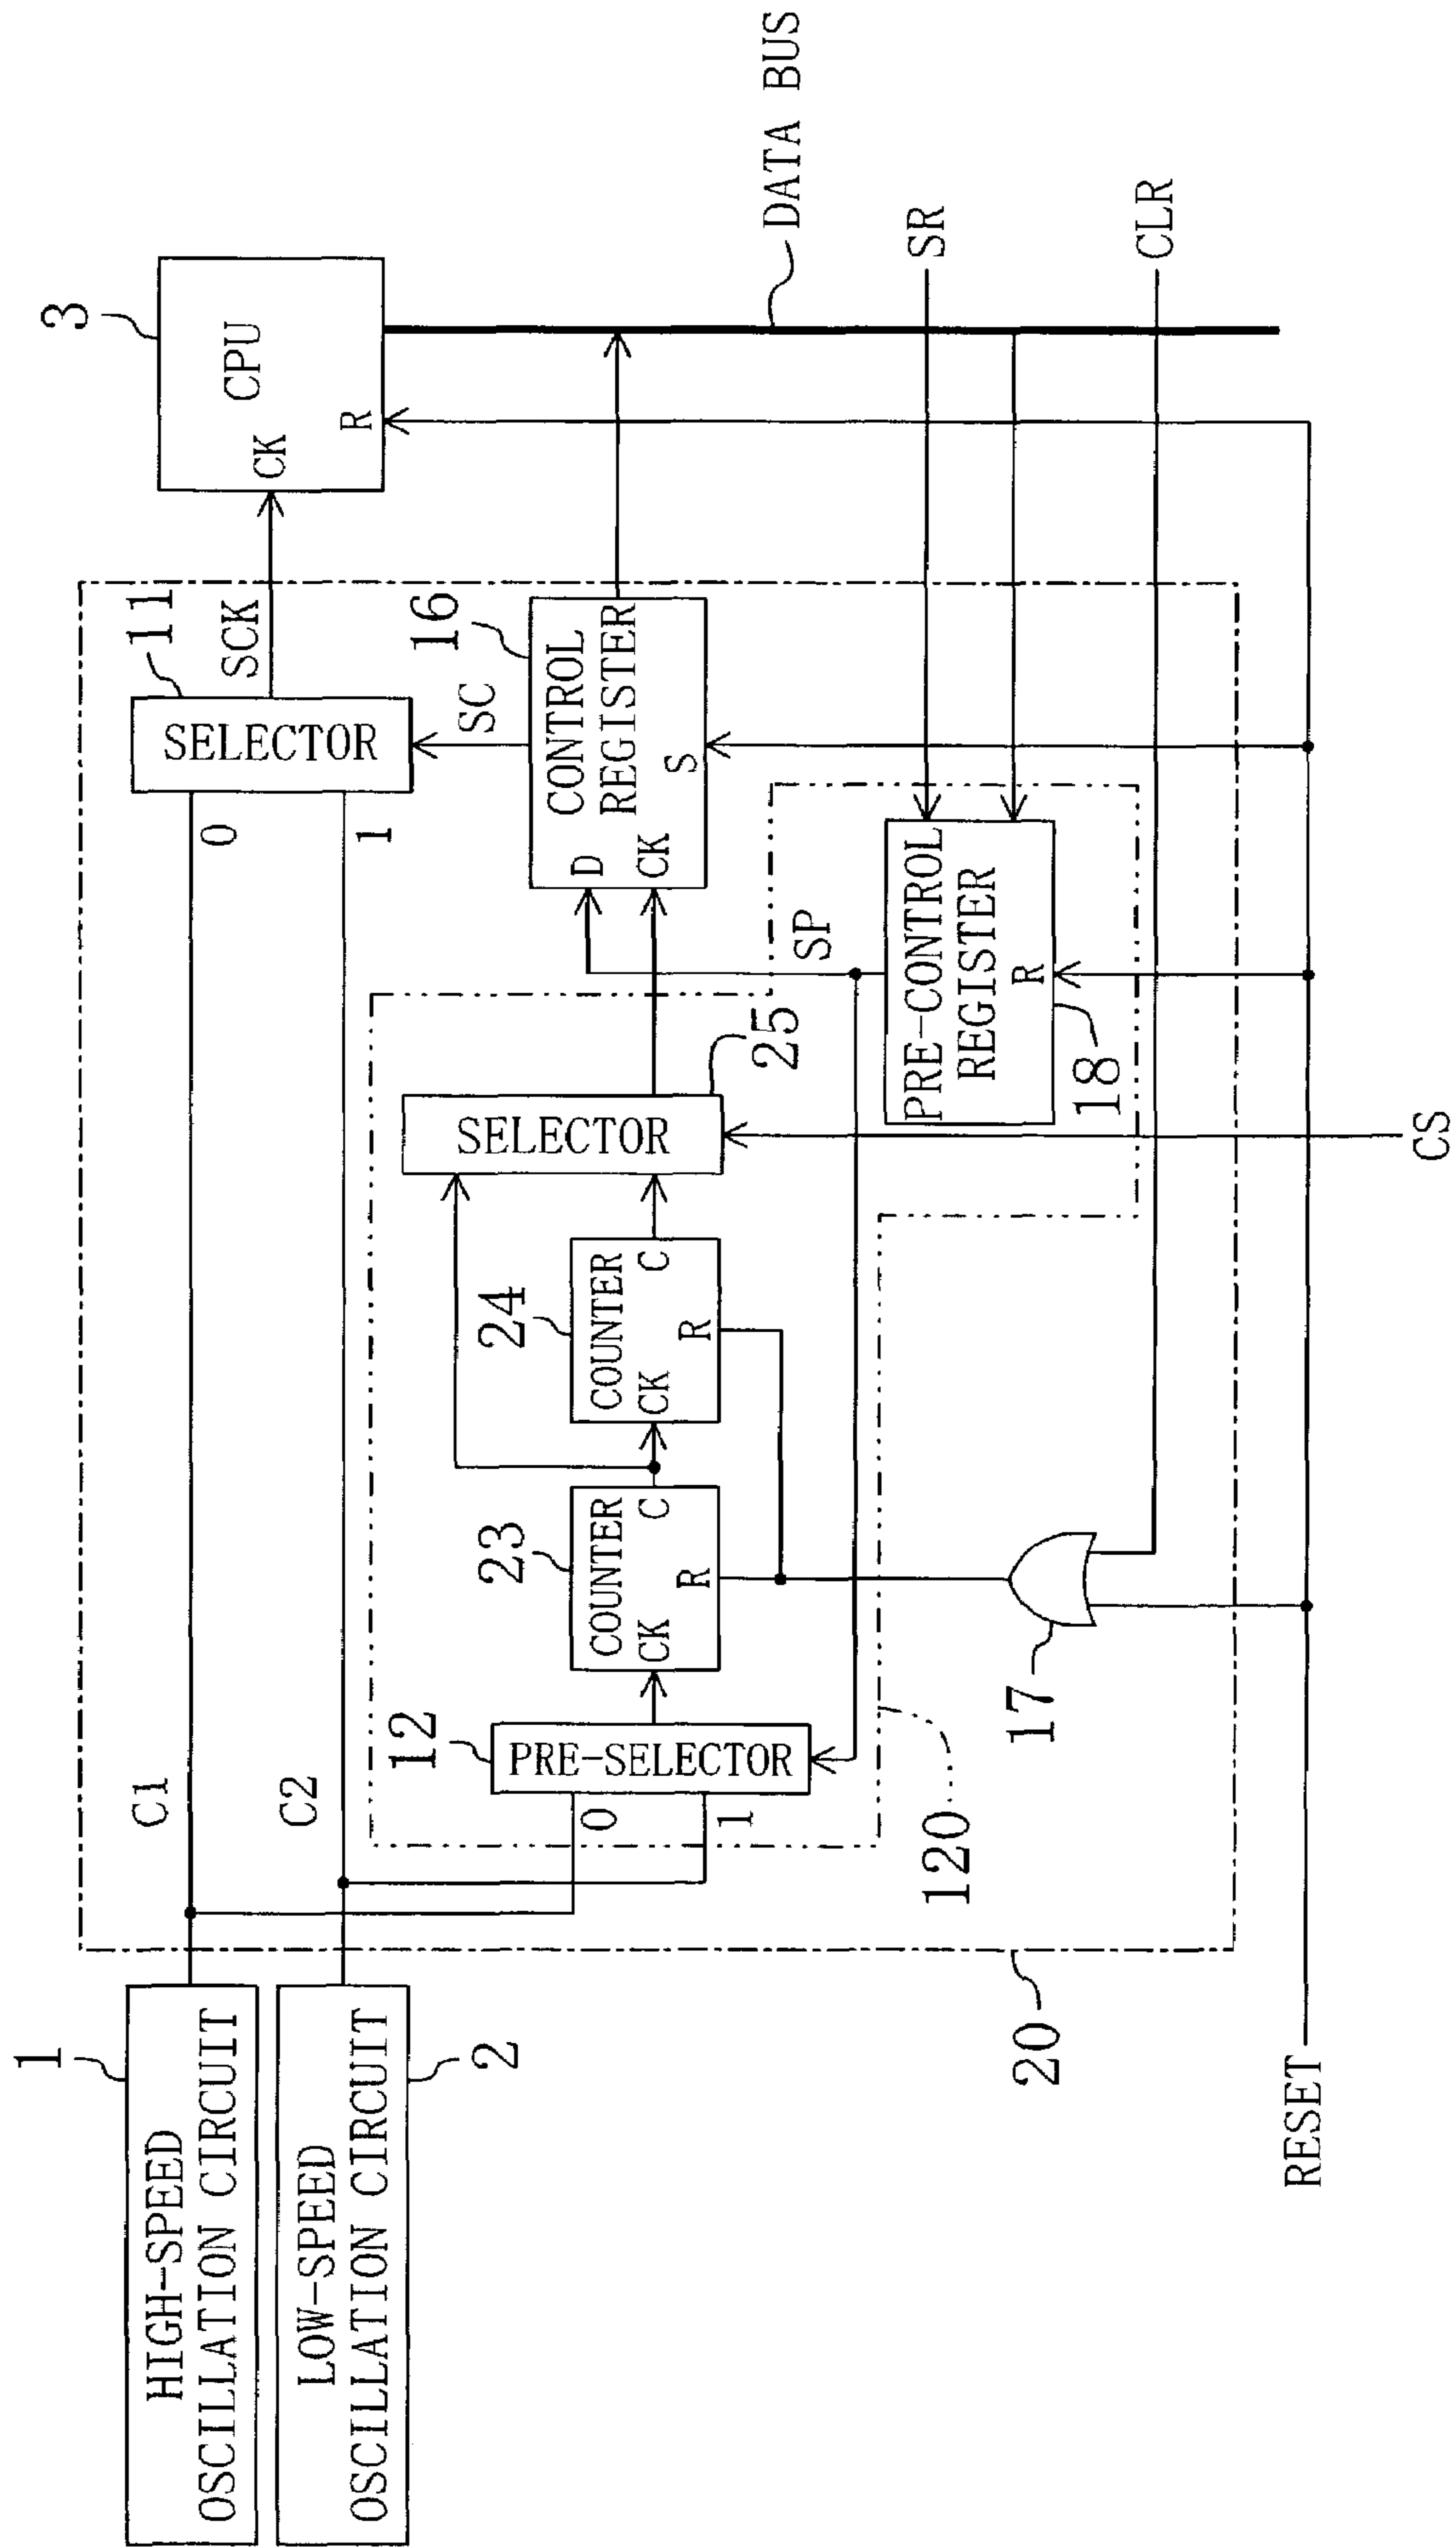 1
HIGH-SPEED
OSCILLATION CIRCUIT
LOW-SPEED
OSCILLATION CIRCUIT
2
C1
C2
0
1
11
SELECTOR
SCK
3
CPU
CK
R
SC
16
CONTROL
REGISTER
D
CK
S
12
PRE-SELECTOR
0
1
23
COUNTER
CK
C
R
24
COUNTER
CK
C
R
SELECTOR
25
SP
PRE-CONTROL
REGISTER
R
18
DATA BUS
SR
CLR
17
120
20
CS
RESET